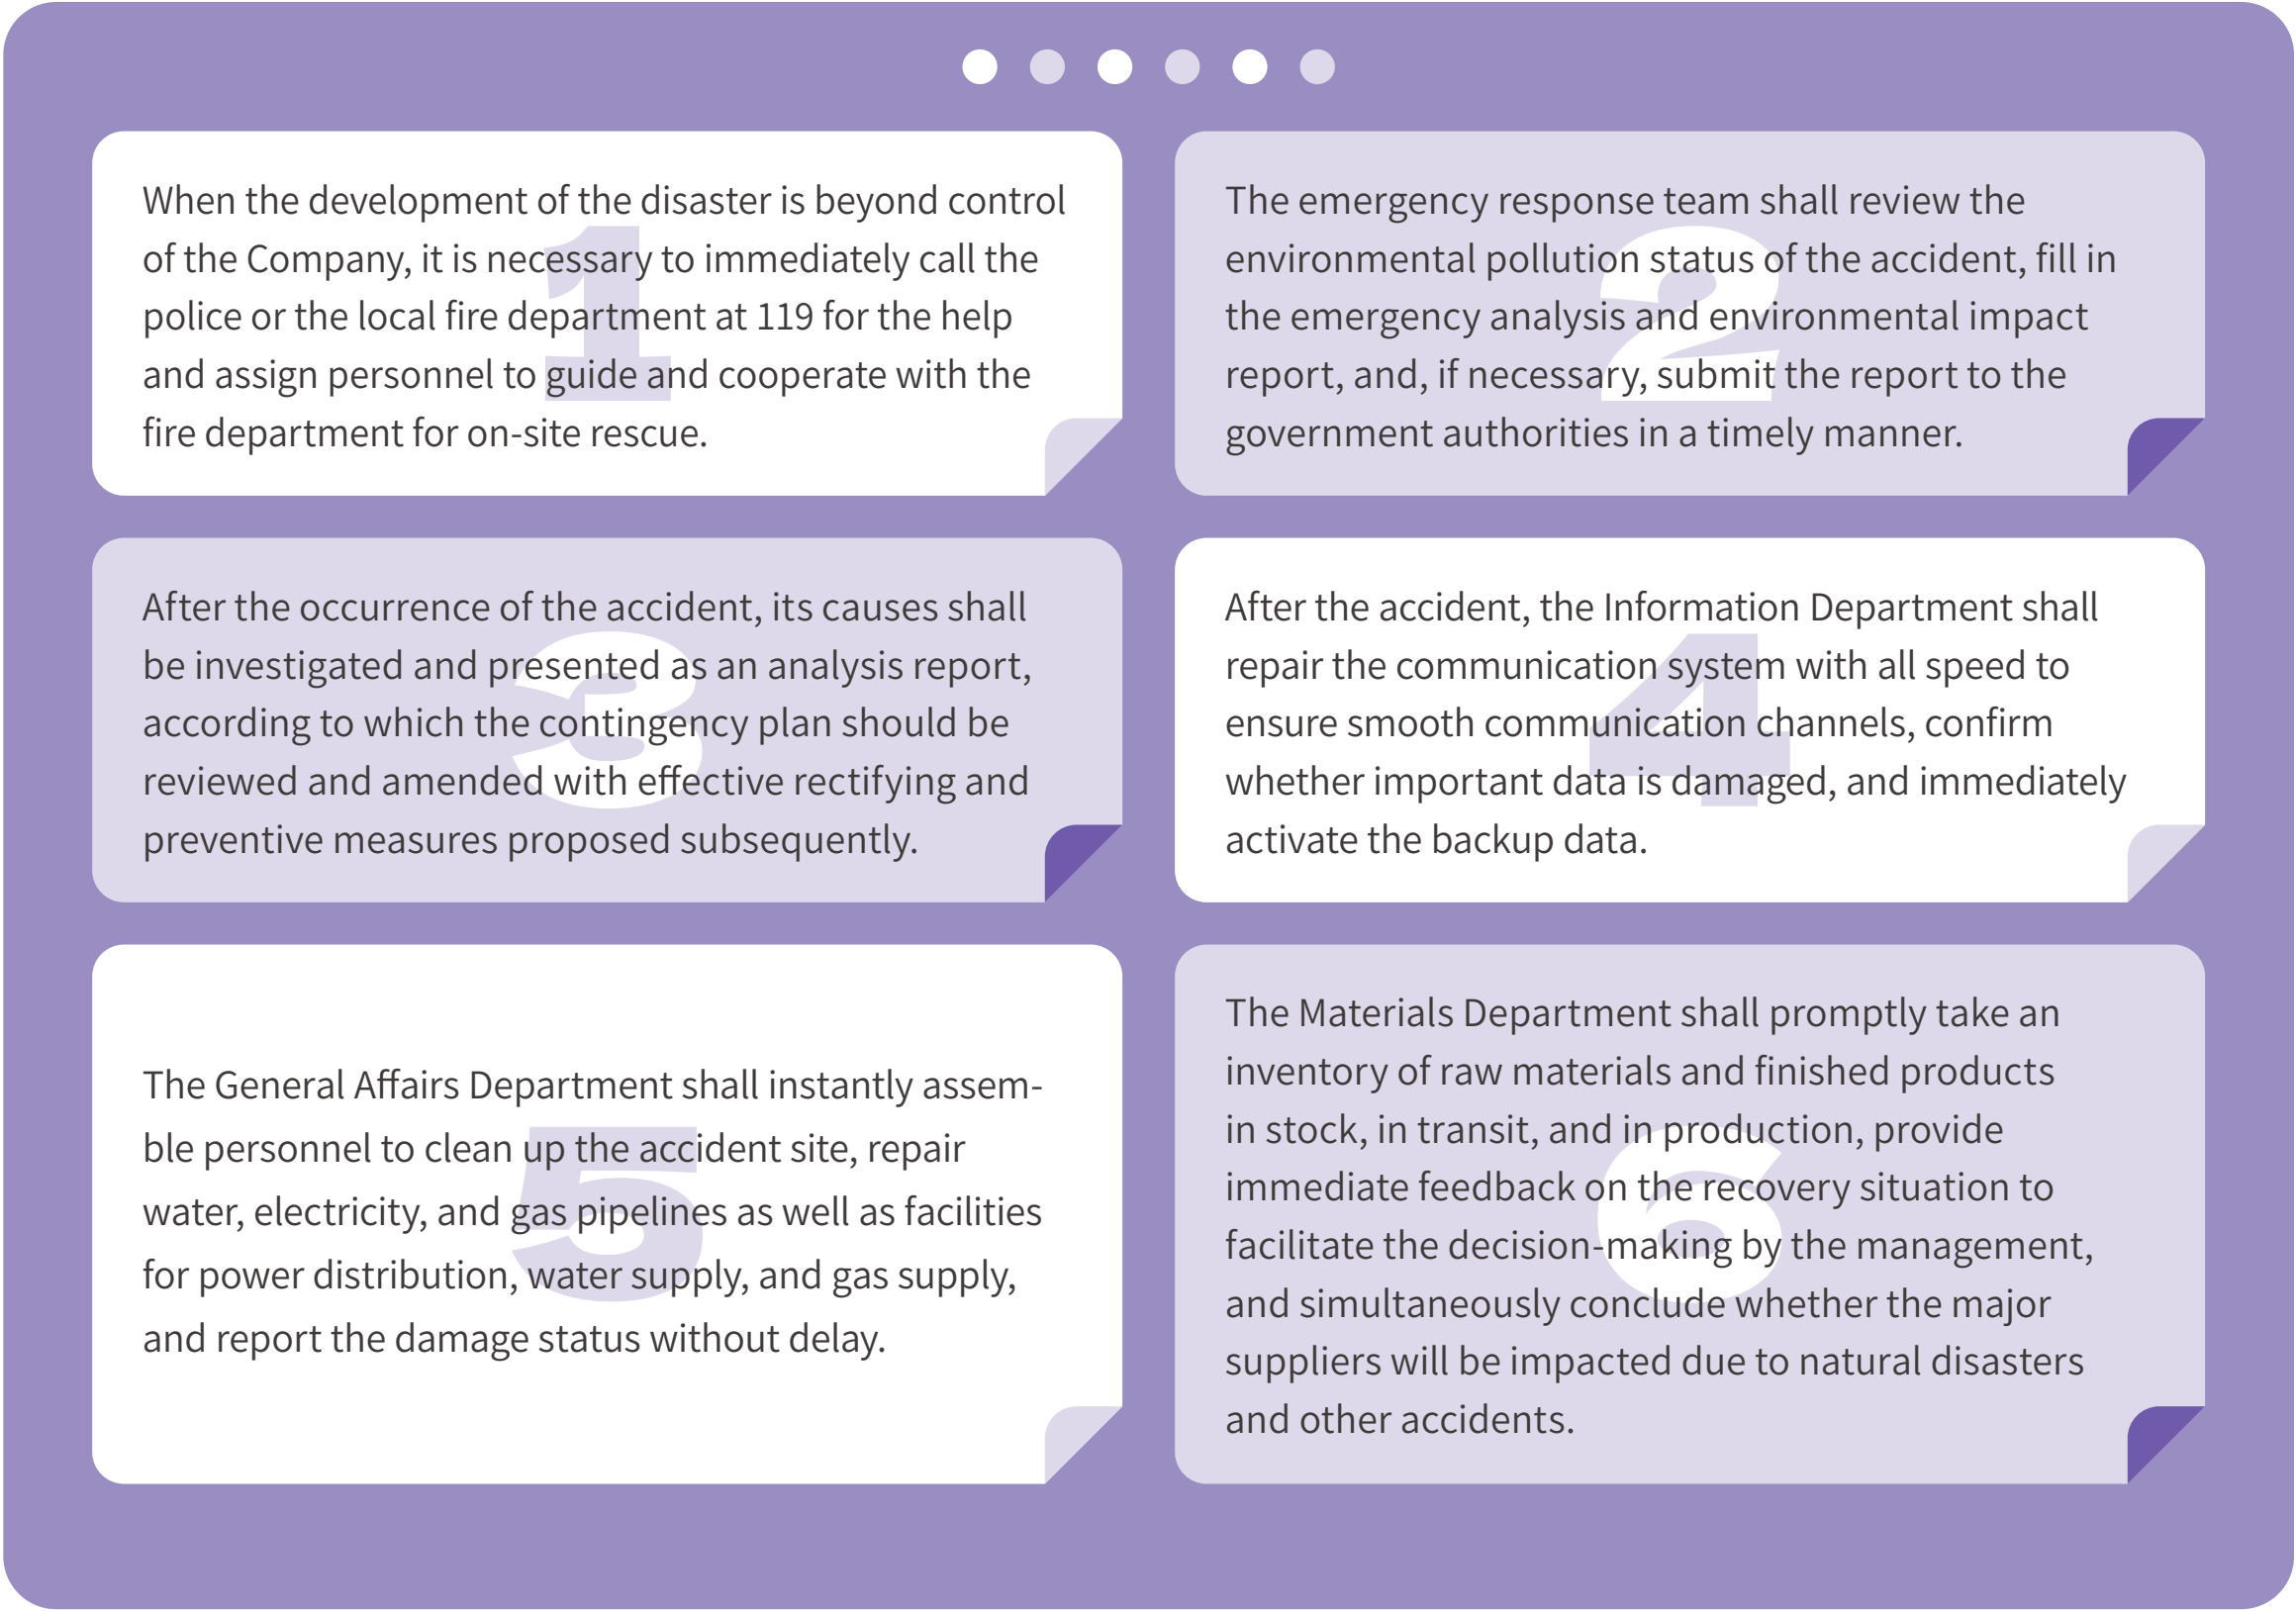 1
When the development of the disaster is beyond control
of the Company, it is necessary to immediately call the
police or the local fire department at 119 for the help
and assign personnel to guide and cooperate with the
fire department for on-site rescue.
2
The emergency response team shall review the
environmental pollution status of the accident, fill in
the emergency analysis and environmental impact
report, and, if necessary, submit the report to the
government authorities in a timely manner.
3
After the occurrence of the accident, its causes shall
be investigated and presented as an analysis report,
according to which the contingency plan should be
reviewed and amended with effective rectifying and
preventive measures proposed subsequently.
4
After the accident, the Information Department shall
repair the communication system with all speed to
ensure smooth communication channels, confirm
whether important data is damaged, and immediately
activate the backup data.
5
The General Affairs Department shall instantly assem-
ble personnel to clean up the accident site, repair
water, electricity, and gas pipelines as well as facilities
for power distribution, water supply, and gas supply,
and report the damage status without delay.
6
The Materials Department shall promptly take an
inventory of raw materials and finished products
in stock, in transit, and in production, provide
immediate feedback on the recovery situation to
facilitate the decision-making by the management,
and simultaneously conclude whether the major
suppliers will be impacted due to natural disasters
and other accidents.